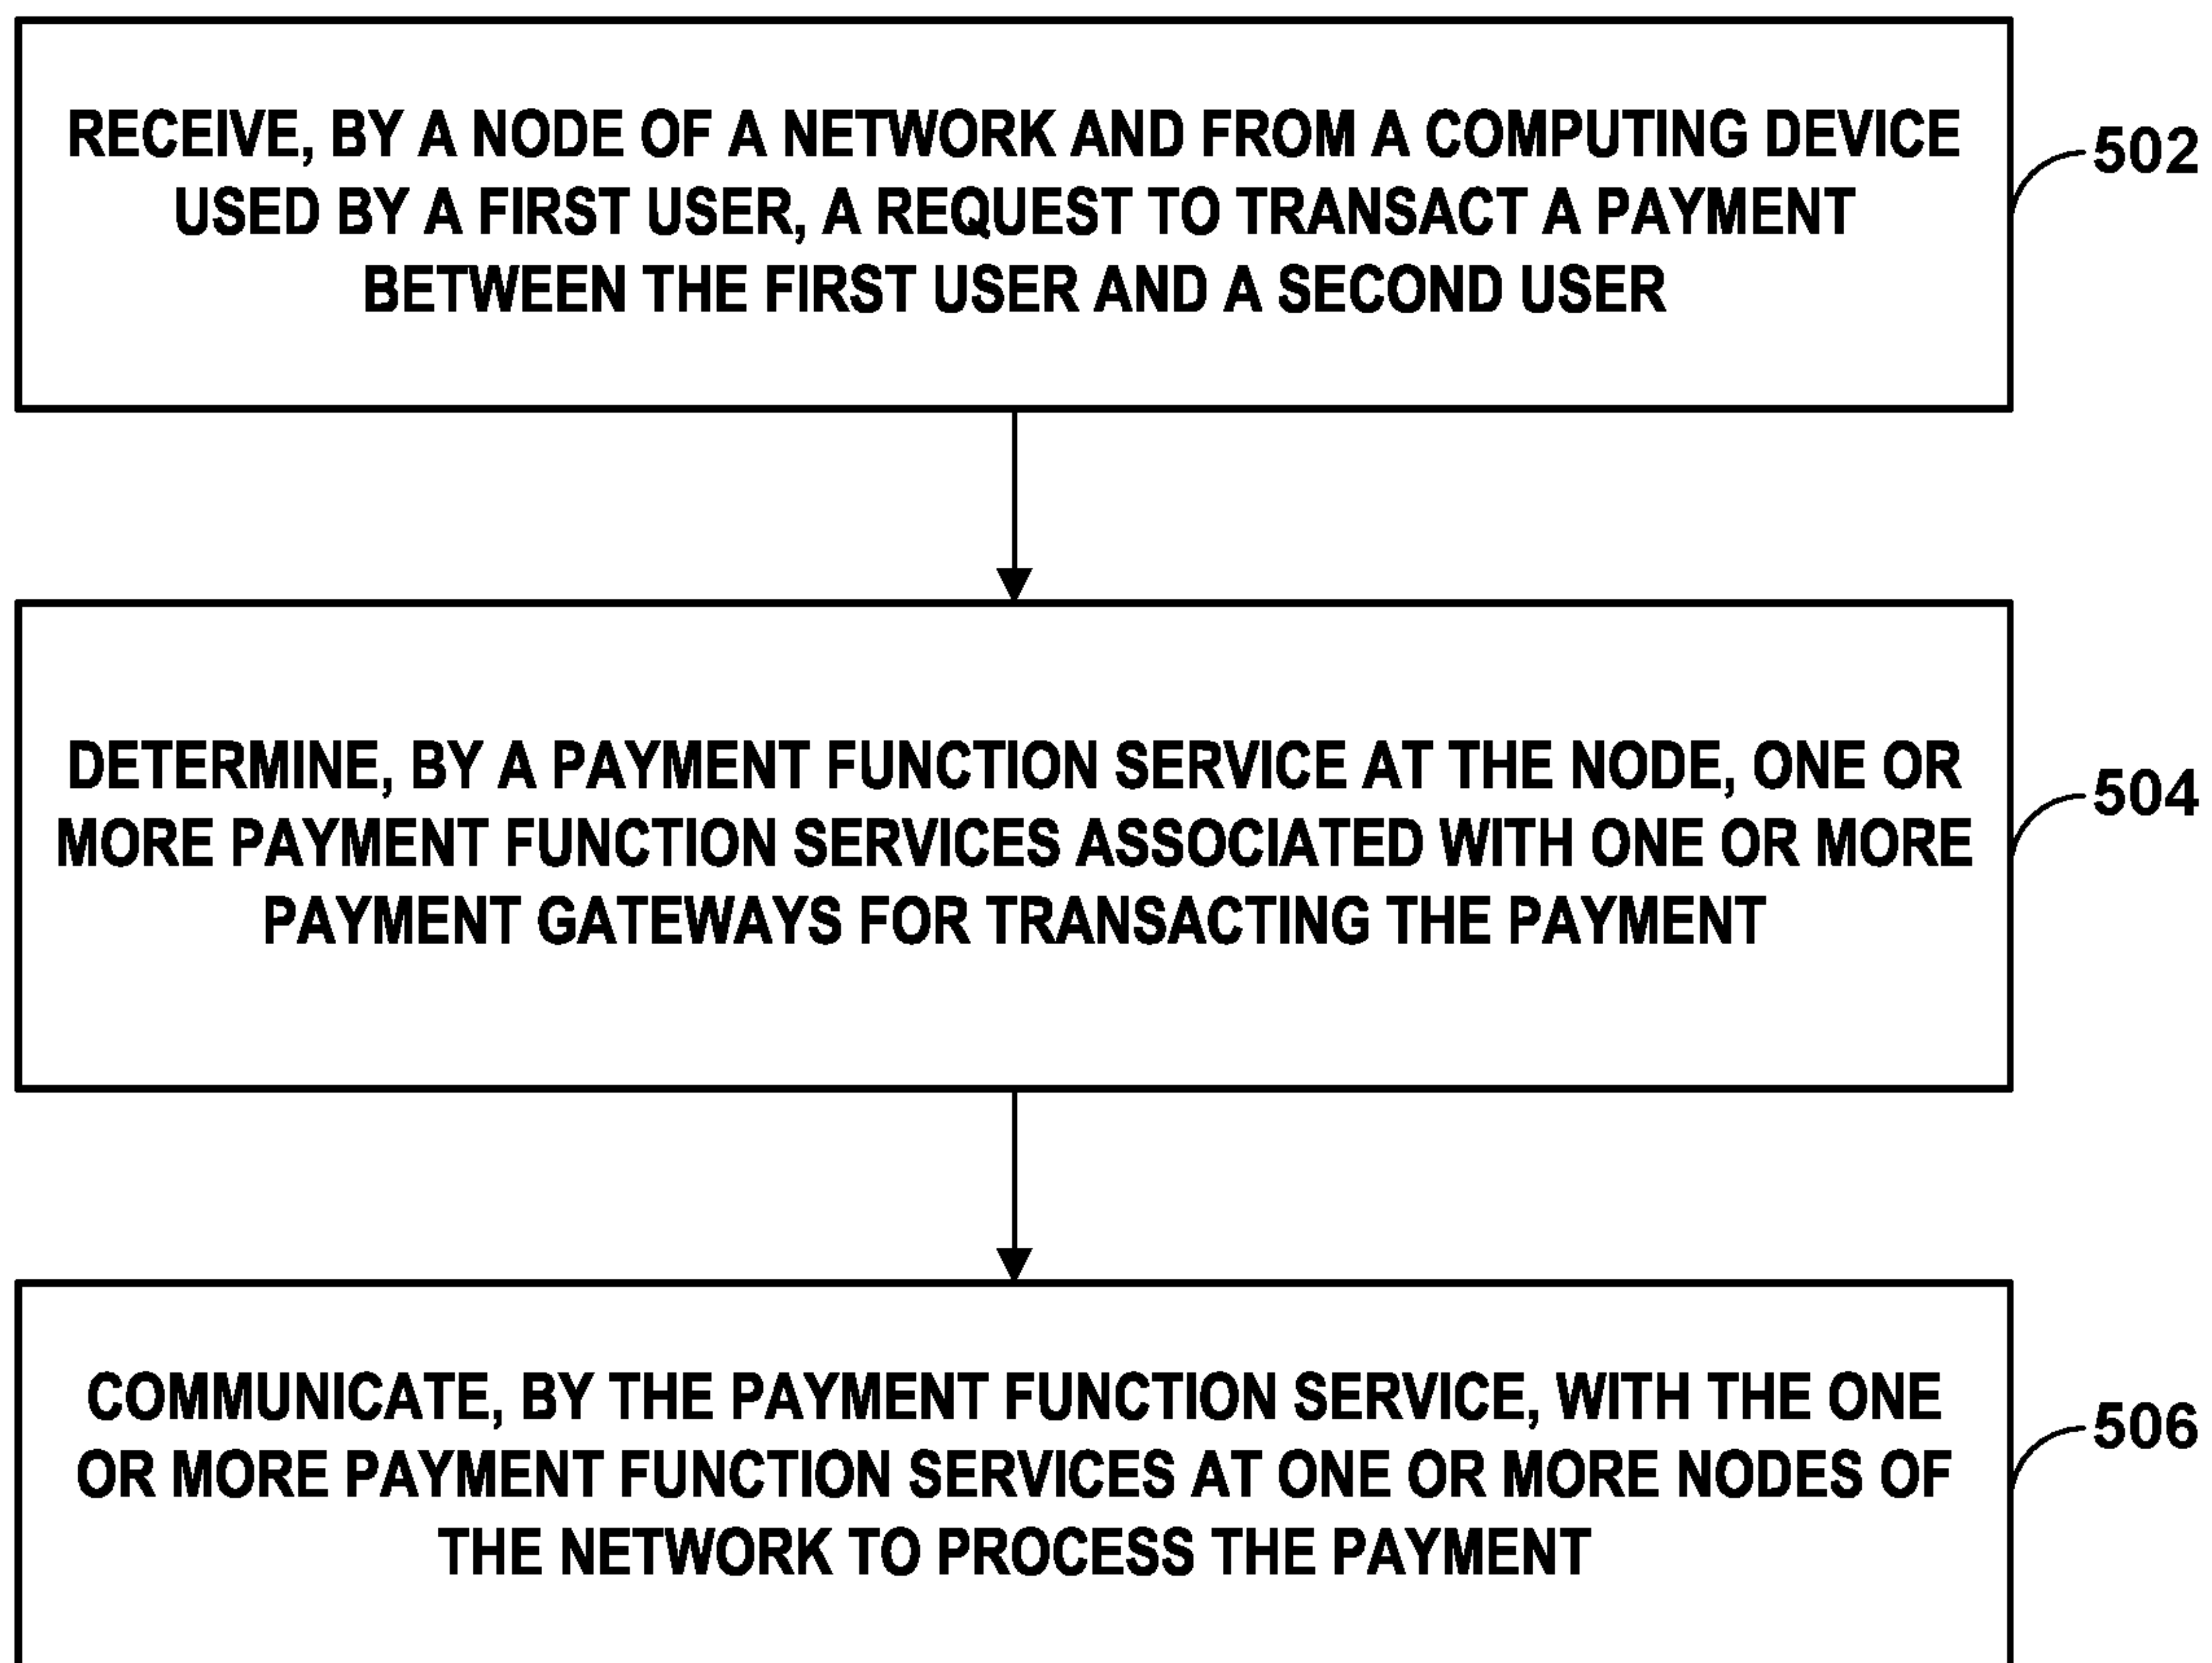 RECEIVE, BY A NODE OF A NETWORK AND FROM A COMPUTING DEVICE
USED BY A FIRST USER, A REQUEST TO TRANSACT A PAYMENT
BETWEEN THE FIRST USER AND A SECOND USER
502
DETERMINE, BY A PAYMENT FUNCTION SERVICE AT THE NODE, ONE OR
MORE PAYMENT FUNCTION SERVICES ASSOCIATED WITH ONE OR MORE
PAYMENT GATEWAYS FOR TRANSACTING THE PAYMENT
504
COMMUNICATE, BY THE PAYMENT FUNCTION SERVICE, WITH THE ONE
OR MORE PAYMENT FUNCTION SERVICES AT ONE OR MORE NODES OF
THE NETWORK TO PROCESS THE PAYMENT
506